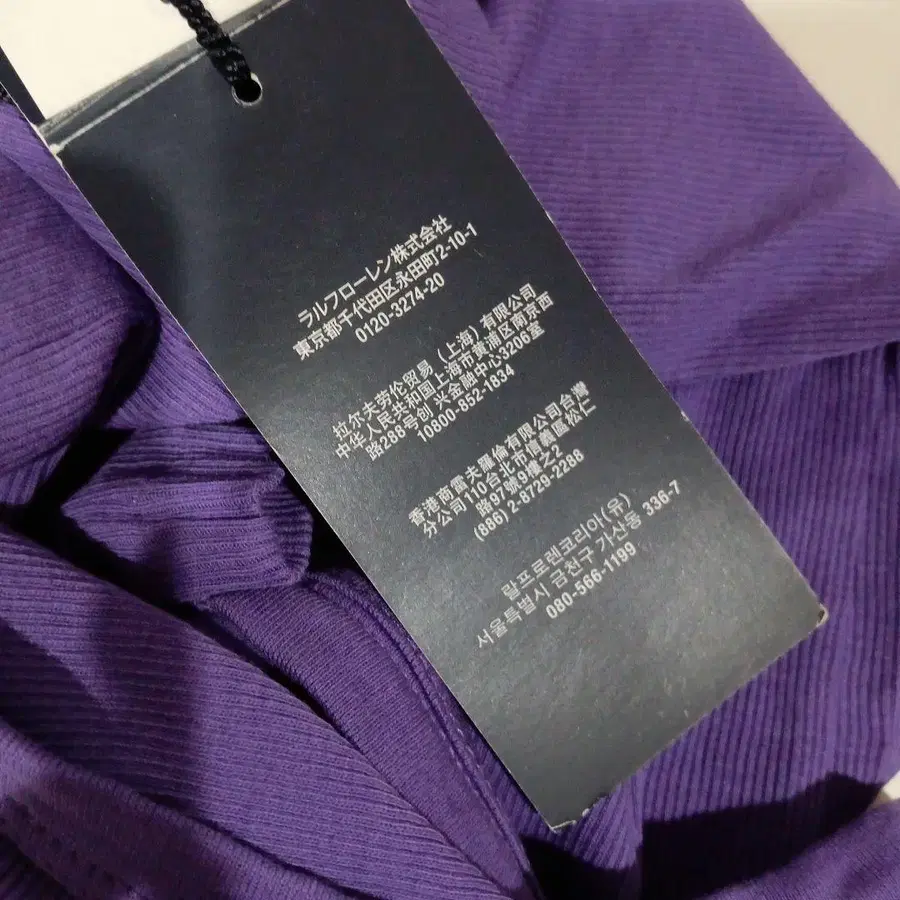 ラルフローレン株式会社
東京都千代田区永田町2-10-1
0120-3274-20
拉尔夫劳伦贸易（上海）有限公司
中华人民共和国上海市黄浦区南京西
路288号创 兴金融中心3206室
10800-852-1834
香港商雷夫羅倫有限公司台灣
分公司110台北市信義區松仁
路97號9樓之2
(886) 2-8729-2288
랄프로렌코리아(유)
서울특별시 금천구 가산동 336-7
080-566-1199